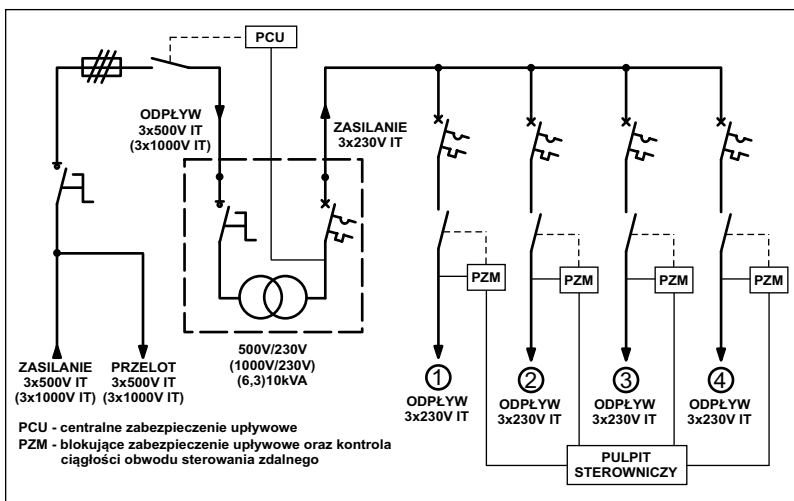 PCU
ODPŁYW
3x500V IT
(3x1000V IT)
ZASILANIE
3x230V IT
PZM
PZM
PZM
PZM
500V/230V
(1000V/230V)
(6,3)10kVA
ZASILANIE
3x500V IT
(3x1000V IT)
PRZELOT
3x500V IT
(3x1000V IT)
1
ODPŁYW
3x230V IT
2
ODPŁYW
3x230V IT
3
ODPŁYW
3x230V IT
4
ODPŁYW
3x230V IT
PCU - centralne zabezpieczenie upływowe
PZM - blokujące zabezpieczenie upływowe oraz kontrola
ciągłości obwodu sterowania zdalnego
PULPIT
STEROWNICZY